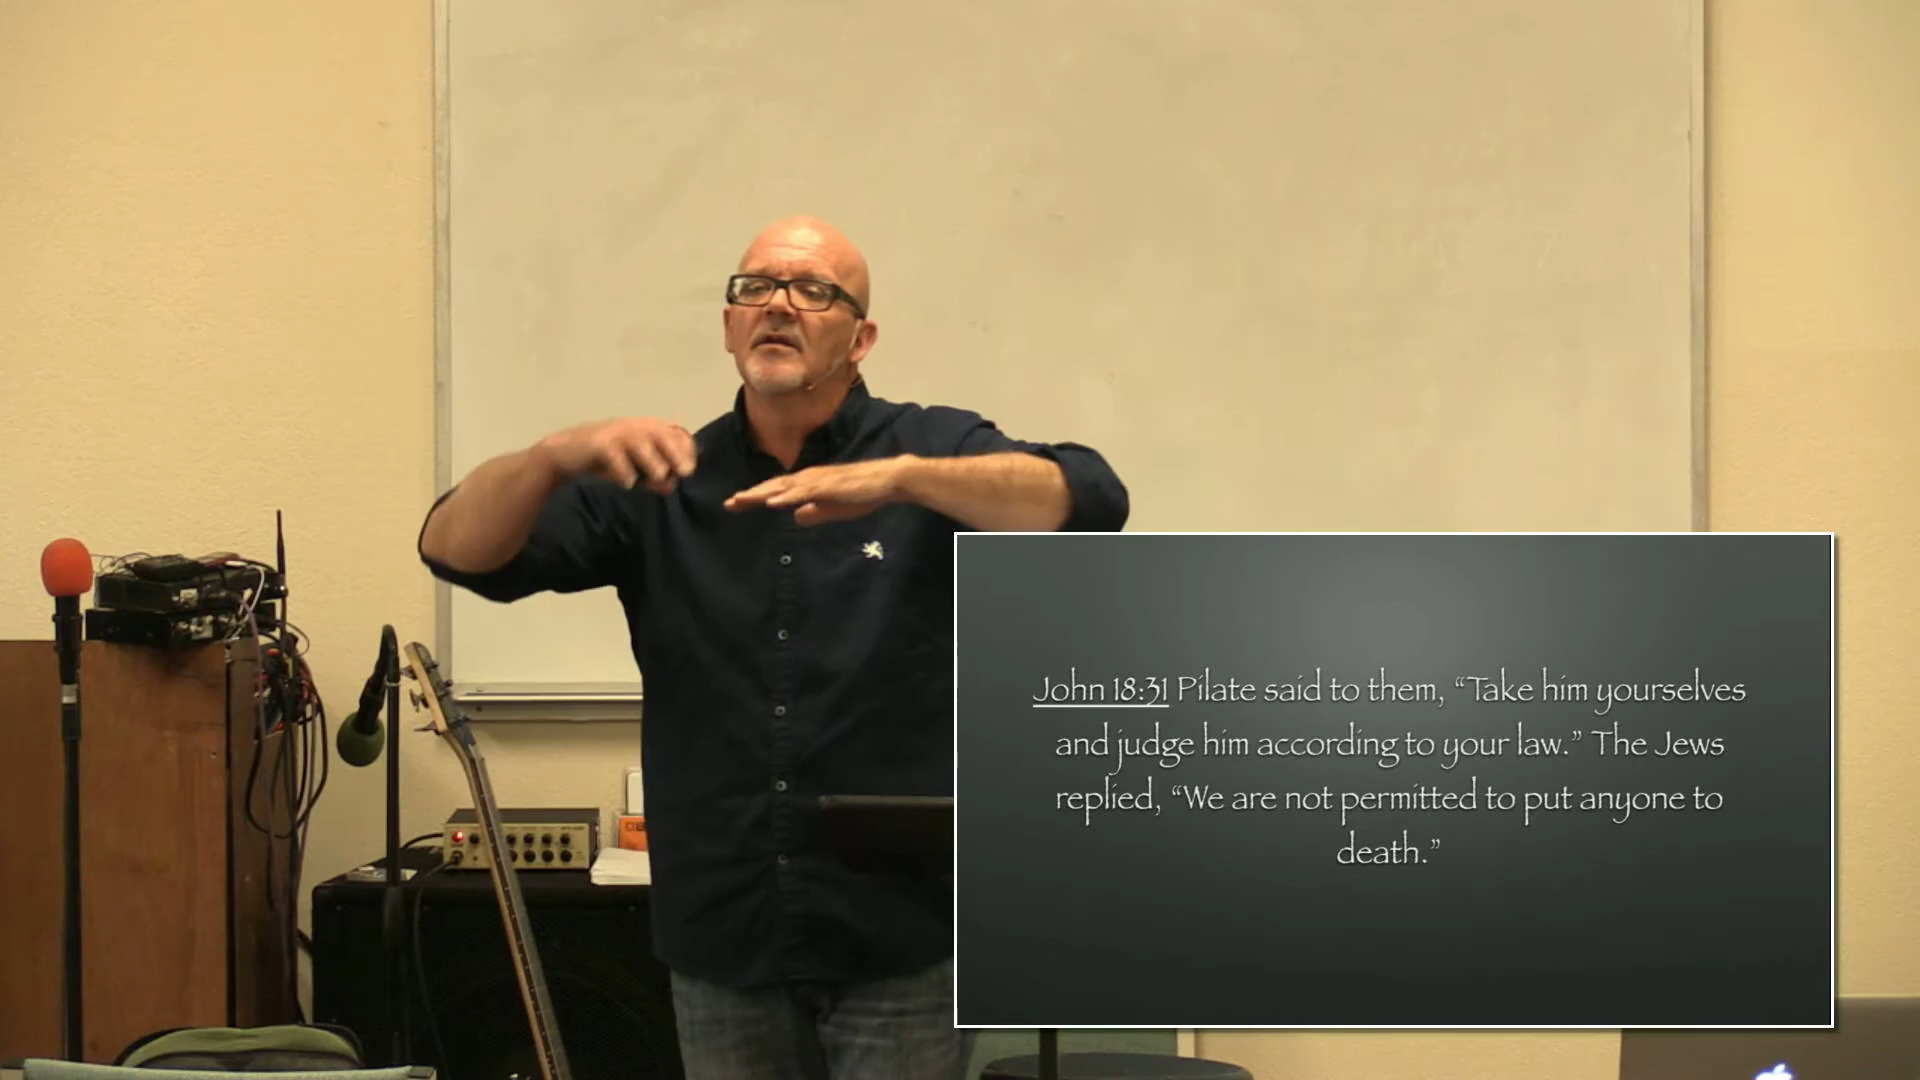 John 18:31 Pilate said to them, “Take him yourselves
and judge him according to your law.” The Jews
replied, “We are not permitted to put anyone to
death.”